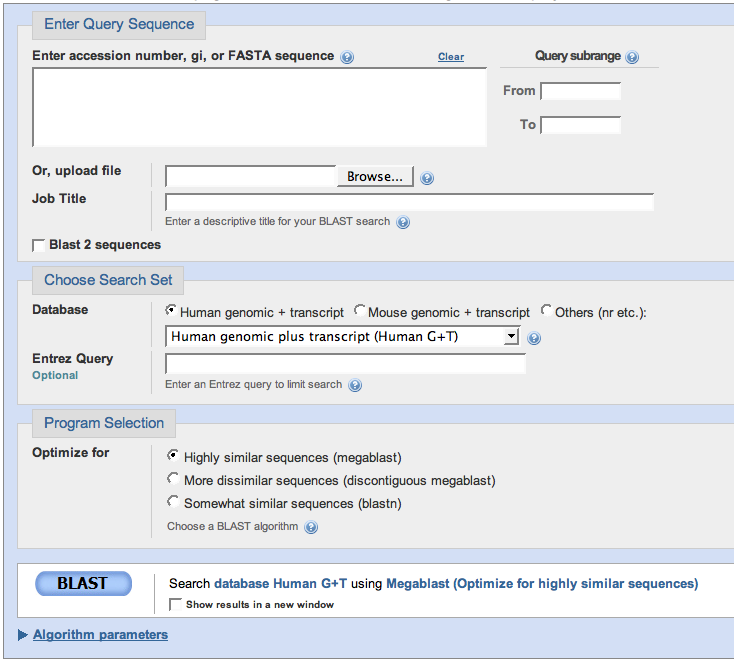 Enter Query Sequence
Enter accession number, gi, or FASTA sequence
Clear
Query subrange
From
To
Or, upload file
Browse...
Job Title
Enter a descriptive title for your BLAST search
Blast 2 sequences
Choose Search Set
Database
Human genomic + transcript Mouse genomic + transcript Others (nr etc.):
Human genomic plus transcript (Human G+T)
Entrez Query
Optional
Enter an Entrez query to limit search
Program Selection
Optimize for
Highly similar sequences (megablast)
More dissimilar sequences (discontiguous megablast)
Somewhat similar sequences (blastn)
Choose a BLAST algorithm
BLAST
Search database Human G+T using Megablast (Optimize for highly similar sequences)
Show results in a new window
Algorithm parameters